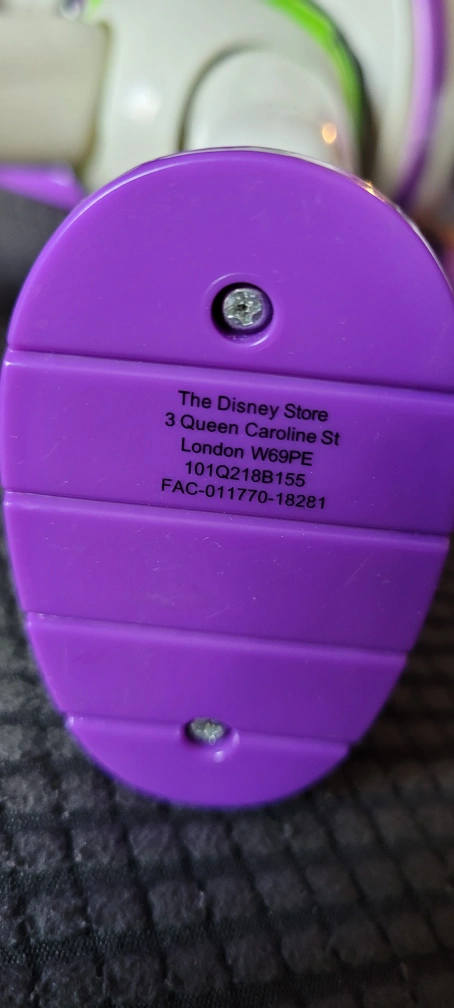 The Disney Store
3 Queen Caroline St
London W69PE
101Q218B155
FAC-011770-18281